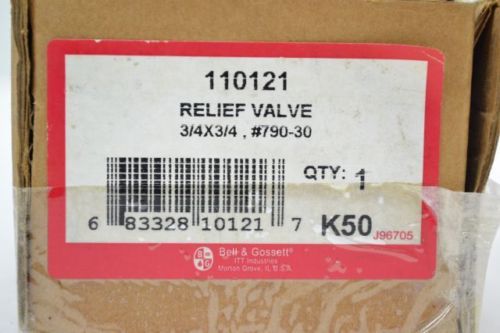 110121
RELIEF VALVE
3/4X3/4 , #790-30
QTY: 1
6 83328 10121 7
K50 J96705
B G
Bell & Gossett®
ITT Industries
Morton Grove, IL U.S.A.